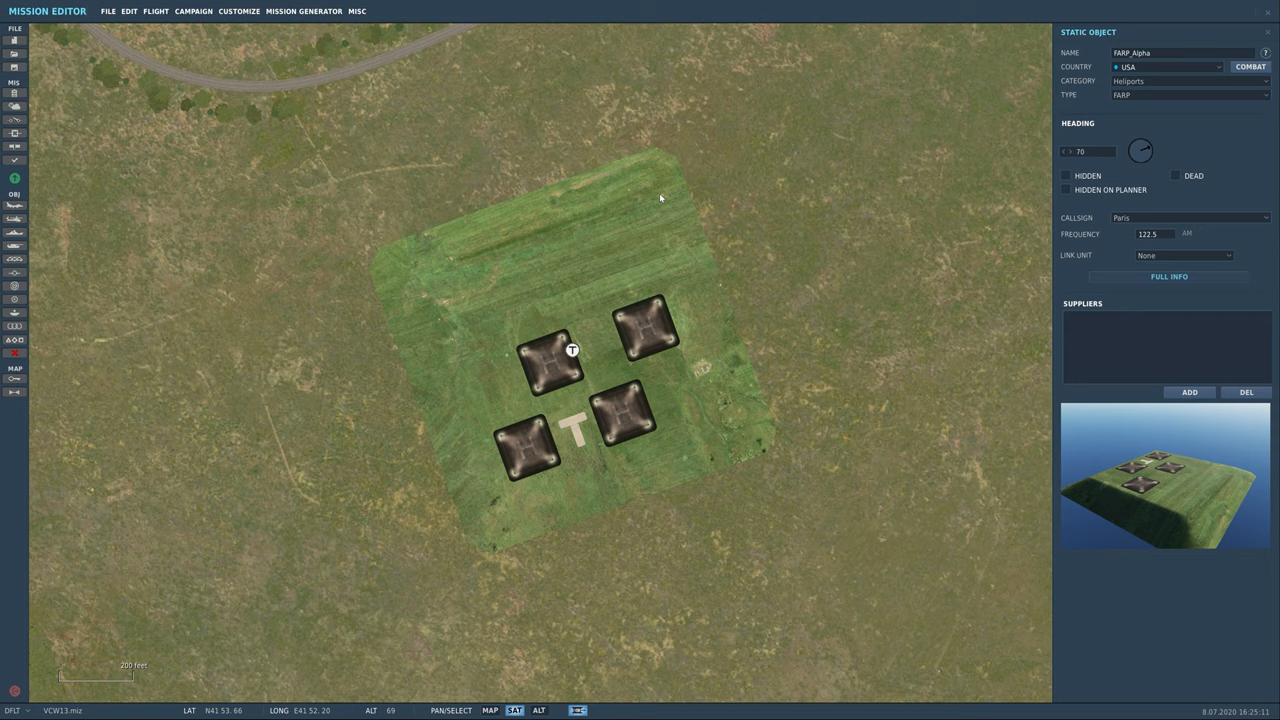 MISSION EDITOR FILE EDIT FLIGHT CAMPAIGN CUSTOMIZE MISSION GENERATOR MISC
FILE
MIS
OBJ
MAP
STATIC OBJECT
NAME FARP_Alpha ?
COUNTRY USA COMBAT
CATEGORY Heliports
TYPE FARP
HEADING
70
HIDDEN DEAD
HIDDEN ON PLANNER
CALLSIGN Paris
FREQUENCY 122.5 AM
LINK UNIT None
FULL INFO
SUPPLIERS
ADD DEL
T
T
200 feet
DFLT VCW13.miz LAT N41 53. 66 LONG E41 52. 20 ALT 69 PAN/SELECT MAP SAT ALT 8.07.2020 16:25:11